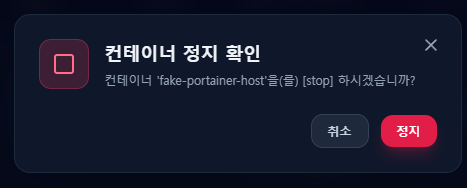 컨테이너 정지 확인
컨테이너 'fake-portainer-host'을(를) [stop] 하시겠습니까?
취소
정지